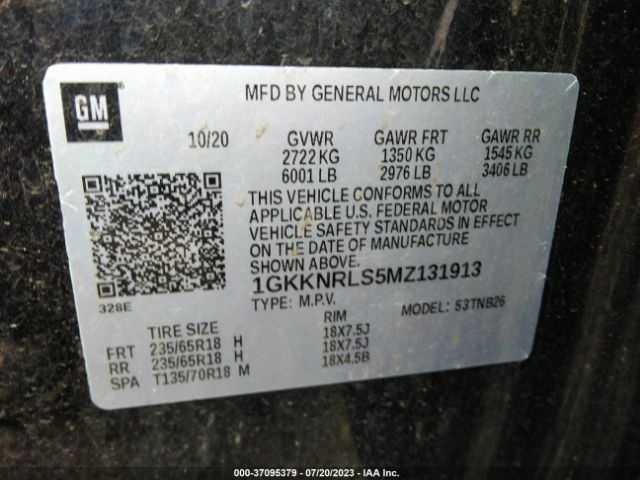 GM
MFD BY GENERAL MOTORS LLC
10/20 GVWR GAWR FRT GAWR RR
2722 KG 1350 KG 1545 KG
6001 LB 2976 LB 3406 LB
THIS VEHICLE CONFORMS TO ALL
APPLICABLE U.S. FEDERAL MOTOR
VEHICLE SAFETY STANDARDS IN EFFECT
ON THE DATE OF MANUFACTURE
SHOWN ABOVE.
1GKKNRLS5MZ131913
328E
TYPE: M.P.V. MODEL: 53TNB26
TIRE SIZE RIM
FRT 235/65R18 H 18X7.5J
RR 235/65R18 H 18X7.5J
SPA T135/70R18 M 18X4.5B
000-37095379 / 07/20/2023 - IAA Inc.